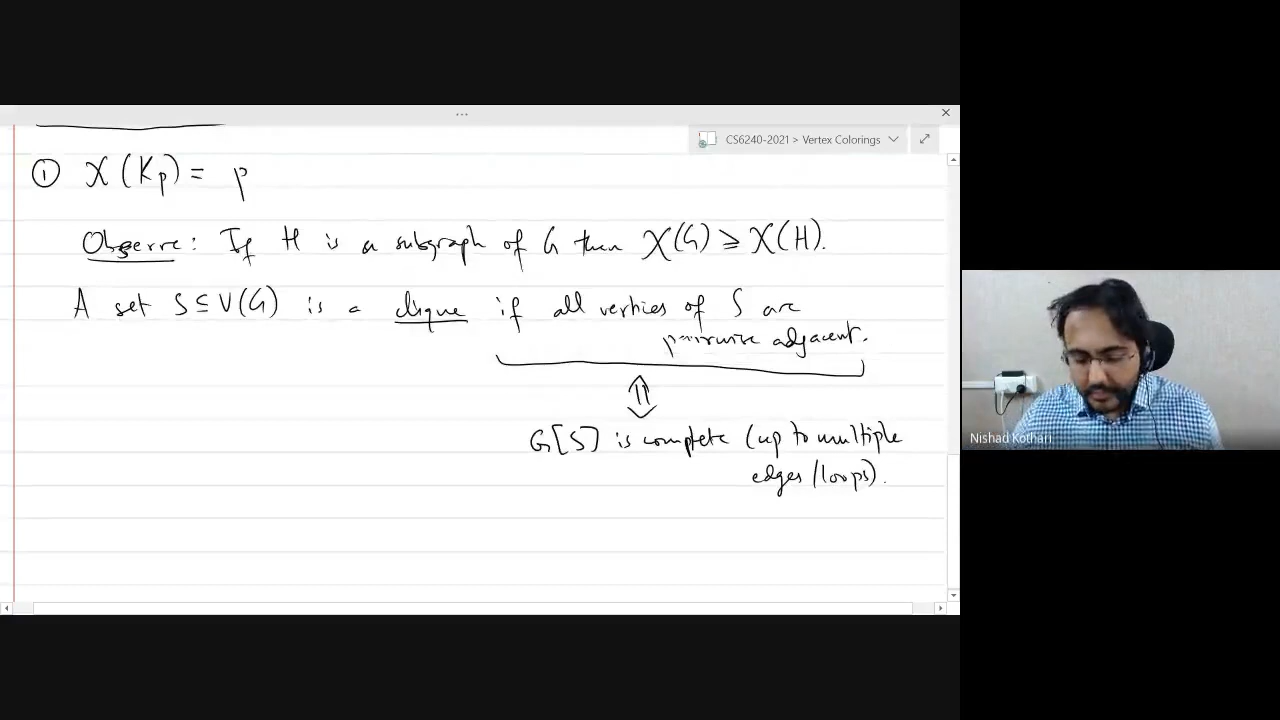 CS6240-2021 > Vertex Colorings
① χ(Kp) = p
Observe: If H is a subgraph of G then χ(G) ⩾ χ(H).
A set S ⊆ V(G) is a clique if all vertices of S are
pairwise adjacent.
⇕
G[S] is complete (up to multiple
edges/loops).
Nishad Kothari